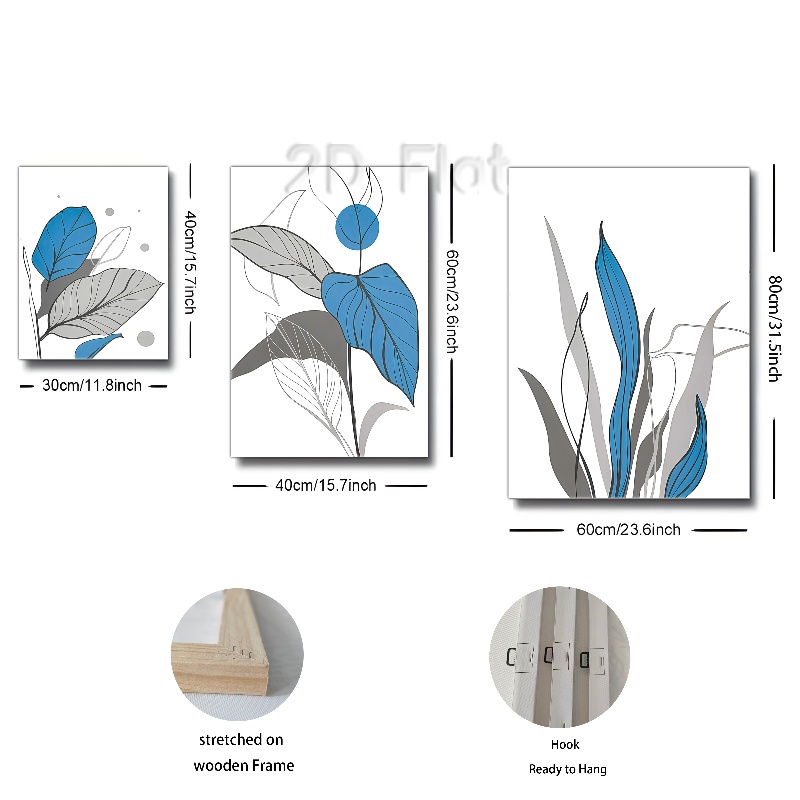 2D Flat
40cm/15.7inch
30cm/11.8inch
60cm/23.6inch
40cm/15.7inch
80cm/31.5inch
60cm/23.6inch
stretched on
wooden Frame
Hook
Ready to Hang